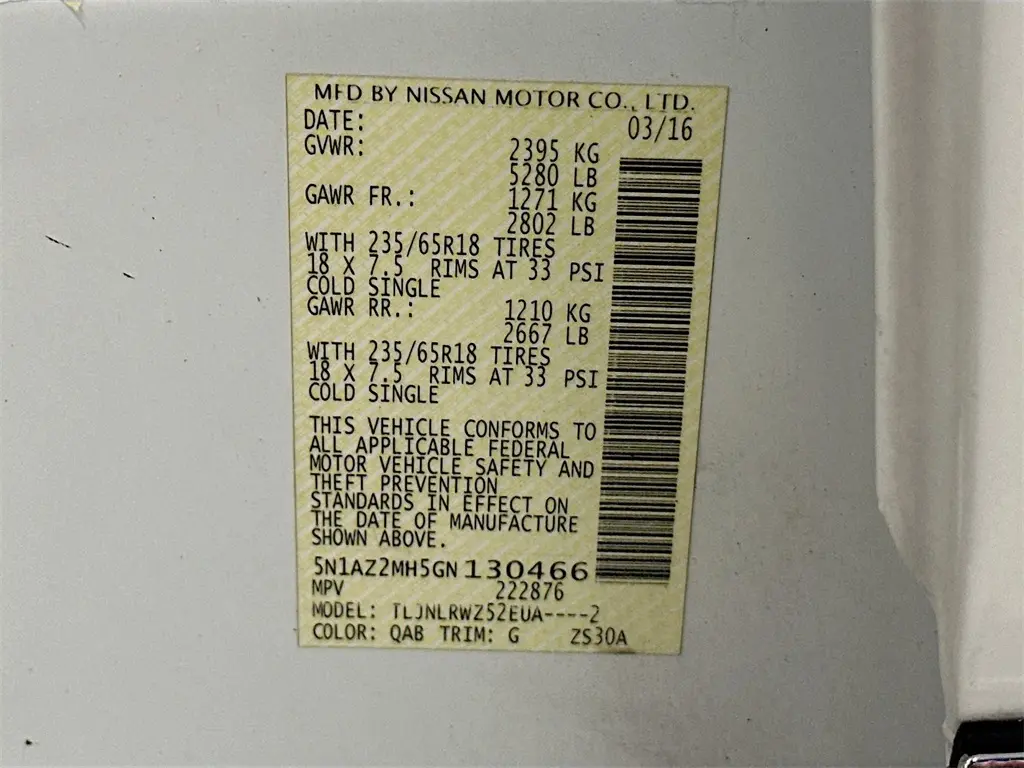 MFD BY NISSAN MOTOR CO., LTD.
DATE: 03/16
GVWR: 2395 KG
5280 LB
GAWR FR.: 1271 KG
2802 LB
WITH 235/65R18 TIRES
18 X 7.5 RIMS AT 33 PSI
COLD SINGLE
GAWR RR.: 1210 KG
2667 LB
WITH 235/65R18 TIRES
18 X 7.5 RIMS AT 33 PSI
COLD SINGLE
THIS VEHICLE CONFORMS TO
ALL APPLICABLE FEDERAL
MOTOR VEHICLE SAFETY AND
THEFT PREVENTION
STANDARDS IN EFFECT ON
THE DATE OF MANUFACTURE
SHOWN ABOVE.
5N1AZ2MH5GN130466
MPV 222876
MODEL: TLJNLRWZ52EUA----2
COLOR: QAB TRIM: G ZS30A